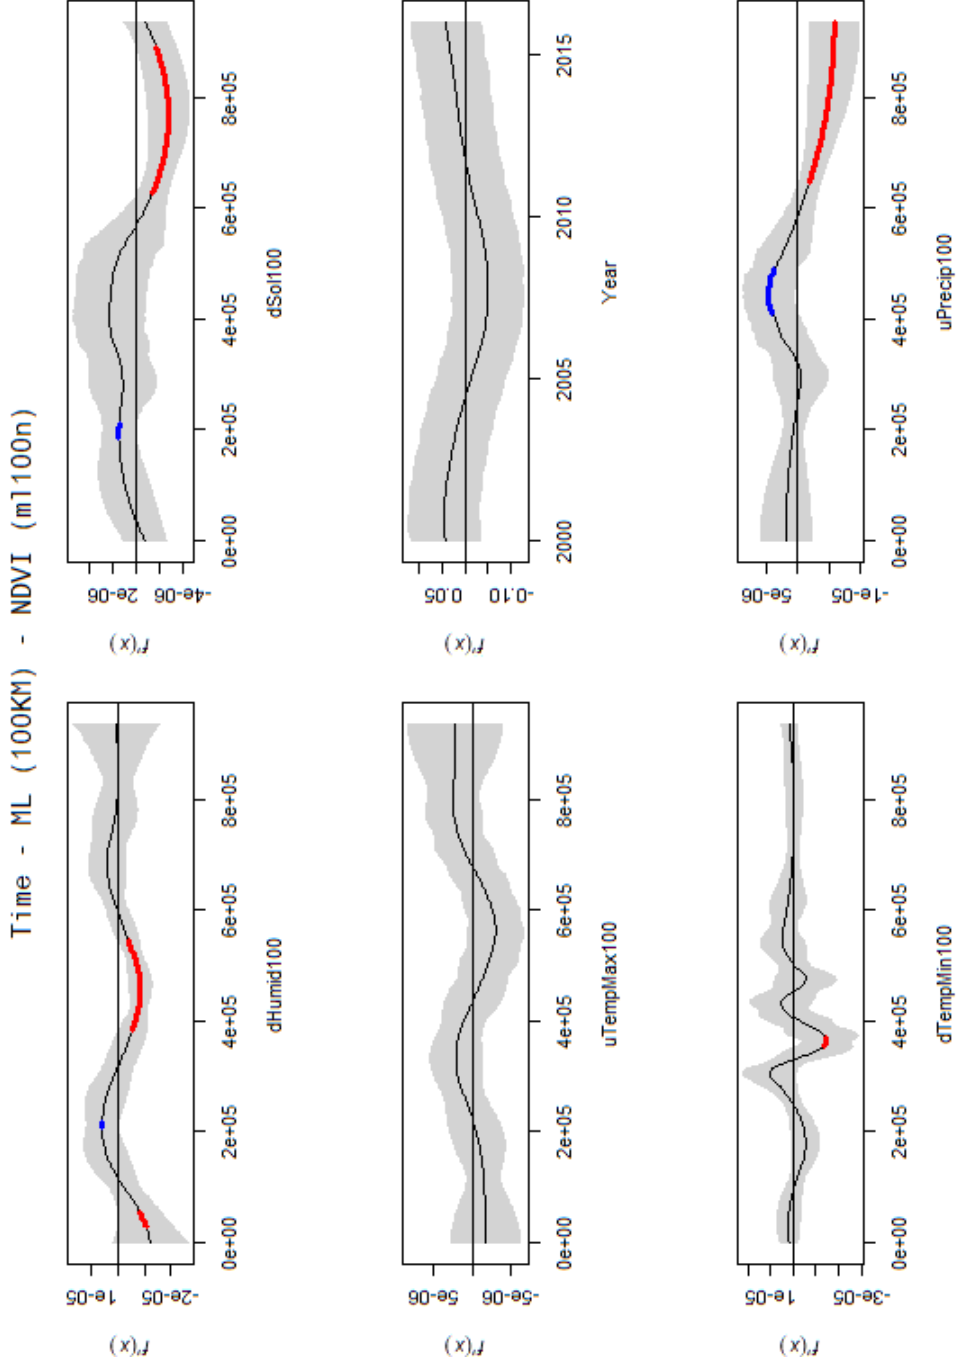 Time - ML (100KM) - NDVI (ml100n)
f'(x)
-2e-05 1e-05
0e+00 2e+05 4e+05 6e+05 8e+05
dHumid100
f'(x)
-4e-06 2e-06
0e+00 2e+05 4e+05 6e+05 8e+05
dSol100
f'(x)
-5e-06 5e-06
0e+00 2e+05 4e+05 6e+05 8e+05
uTempMax100
f'(x)
-0.10 0.05
2000 2005 2010 2015
Year
f'(x)
-3e-05 1e-05
0e+00 2e+05 4e+05 6e+05 8e+05
dTempMin100
f'(x)
-1e-05 5e-06
0e+00 2e+05 4e+05 6e+05 8e+05
uPrecip100